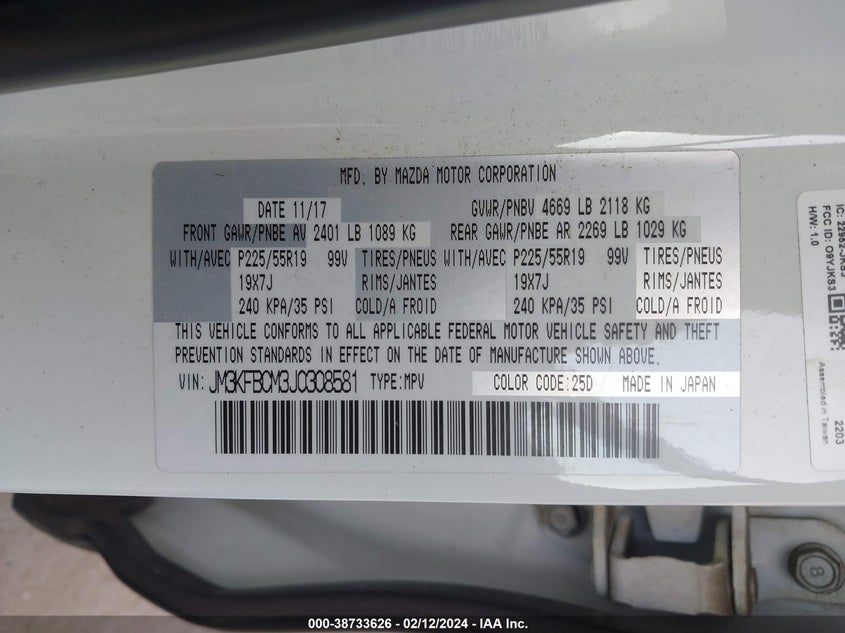 MFD. BY MAZDA MOTOR CORPORATION
DATE 11/17 GVWR/PNBV 4669 LB 2118 KG
FRONT GAWR/PNBE AV 2401 LB 1089 KG REAR GAWR/PNBE AR 2269 LB 1029 KG
WITH/AVEC P225/55R19 99V TIRES/PNEUS WITH/AVEC P225/55R19 99V TIRES/PNEUS
19X7J RIMS/JANTES 19X7J RIMS/JANTES
240 KPA/35 PSI COLD/A FROID 240 KPA/35 PSI COLD/A FROID
THIS VEHICLE CONFORMS TO ALL APPLICABLE FEDERAL MOTOR VEHICLE SAFETY AND THEFT
PREVENTION STANDARDS IN EFFECT ON THE DATE OF MANUFACTURE SHOWN ABOVE.
VIN: JM3KFBCM3J0308581 TYPE:MPV COLOR CODE:25D MADE IN JAPAN
FCC ID: O9YJKS3
H/W: 1.0
Assembled in Taiwan
2203
8
000-38733626 - 02/12/2024 - IAA Inc.